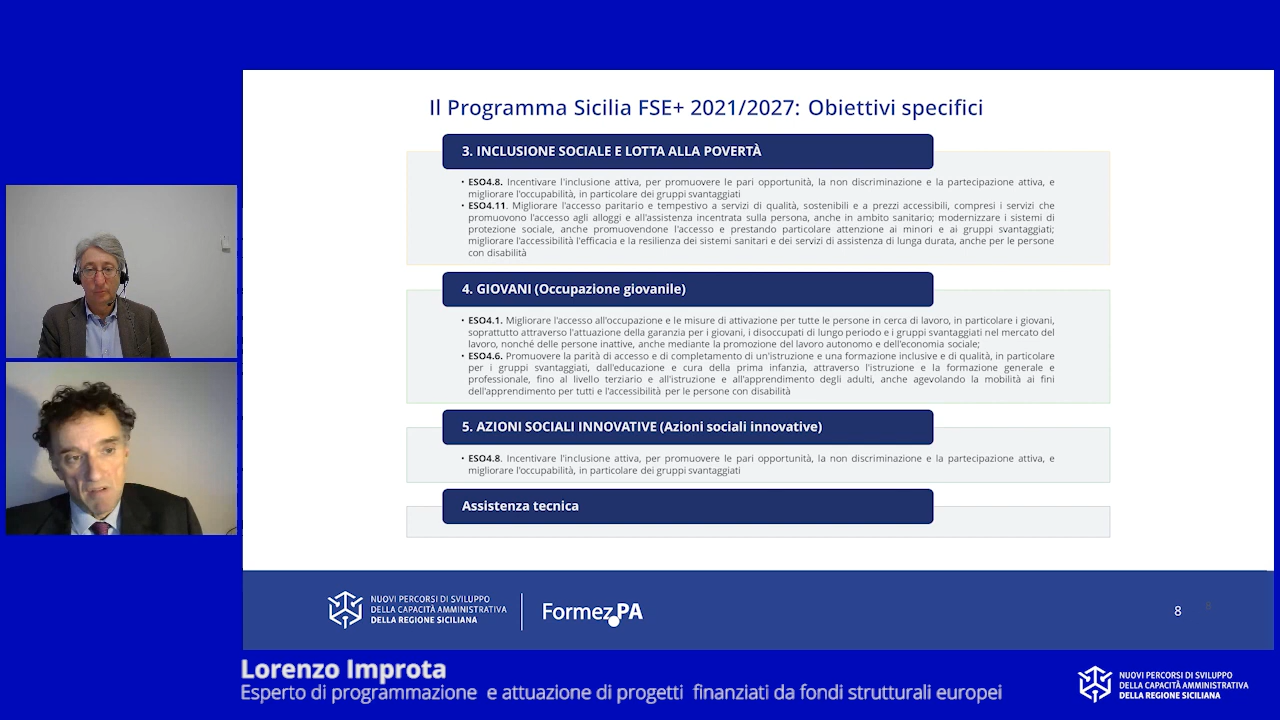 Il Programma Sicilia FSE+ 2021/2027: Obiettivi specifici
3. INCLUSIONE SOCIALE E LOTTA ALLA POVERTÀ
• ESO4.8. Incentivare l'inclusione attiva, per promuovere le pari opportunità, la non discriminazione e la partecipazione attiva, e
migliorare l'occupabilità, in particolare dei gruppi svantaggiati
• ESO4.11. Migliorare l'accesso paritario e tempestivo a servizi di qualità, sostenibili e a prezzi accessibili, compresi i servizi che
promuovono l'accesso agli alloggi e all'assistenza incentrata sulla persona, anche in ambito sanitario; modernizzare i sistemi di
protezione sociale, anche promuovendone l'accesso e prestando particolare attenzione ai minori e ai gruppi svantaggiati;
migliorare l'accessibilità l'efficacia e la resilienza dei sistemi sanitari e dei servizi di assistenza di lunga durata, anche per le persone
con disabilità
4. GIOVANI (Occupazione giovanile)
• ESO4.1. Migliorare l'accesso all'occupazione e le misure di attivazione per tutte le persone in cerca di lavoro, in particolare i giovani,
soprattutto attraverso l'attuazione della garanzia per i giovani, i disoccupati di lungo periodo e i gruppi svantaggiati nel mercato del
lavoro, nonché delle persone inattive, anche mediante la promozione del lavoro autonomo e dell'economia sociale;
• ESO4.6. Promuovere la parità di accesso e di completamento di un'istruzione e una formazione inclusive e di qualità, in particolare
per i gruppi svantaggiati, dall'educazione e cura della prima infanzia, attraverso l'istruzione e la formazione generale e
professionale, fino al livello terziario e all'istruzione e all'apprendimento degli adulti, anche agevolando la mobilità ai fini
dell'apprendimento per tutti e l'accessibilità per le persone con disabilità
5. AZIONI SOCIALI INNOVATIVE (Azioni sociali innovative)
• ESO4.8. Incentivare l'inclusione attiva, per promuovere le pari opportunità, la non discriminazione e la partecipazione attiva, e
migliorare l'occupabilità, in particolare dei gruppi svantaggiati
Assistenza tecnica
NUOVI PERCORSI DI SVILUPPO
DELLA CAPACITÀ AMMINISTRATIVA
DELLA REGIONE SICILIANA
Formez PA
8
8
Lorenzo Improta
Esperto di programmazione e attuazione di progetti finanziati da fondi strutturali europei
NUOVI PERCORSI DI SVILUPPO
DELLA CAPACITÀ AMMINISTRATIVA
DELLA REGIONE SICILIANA